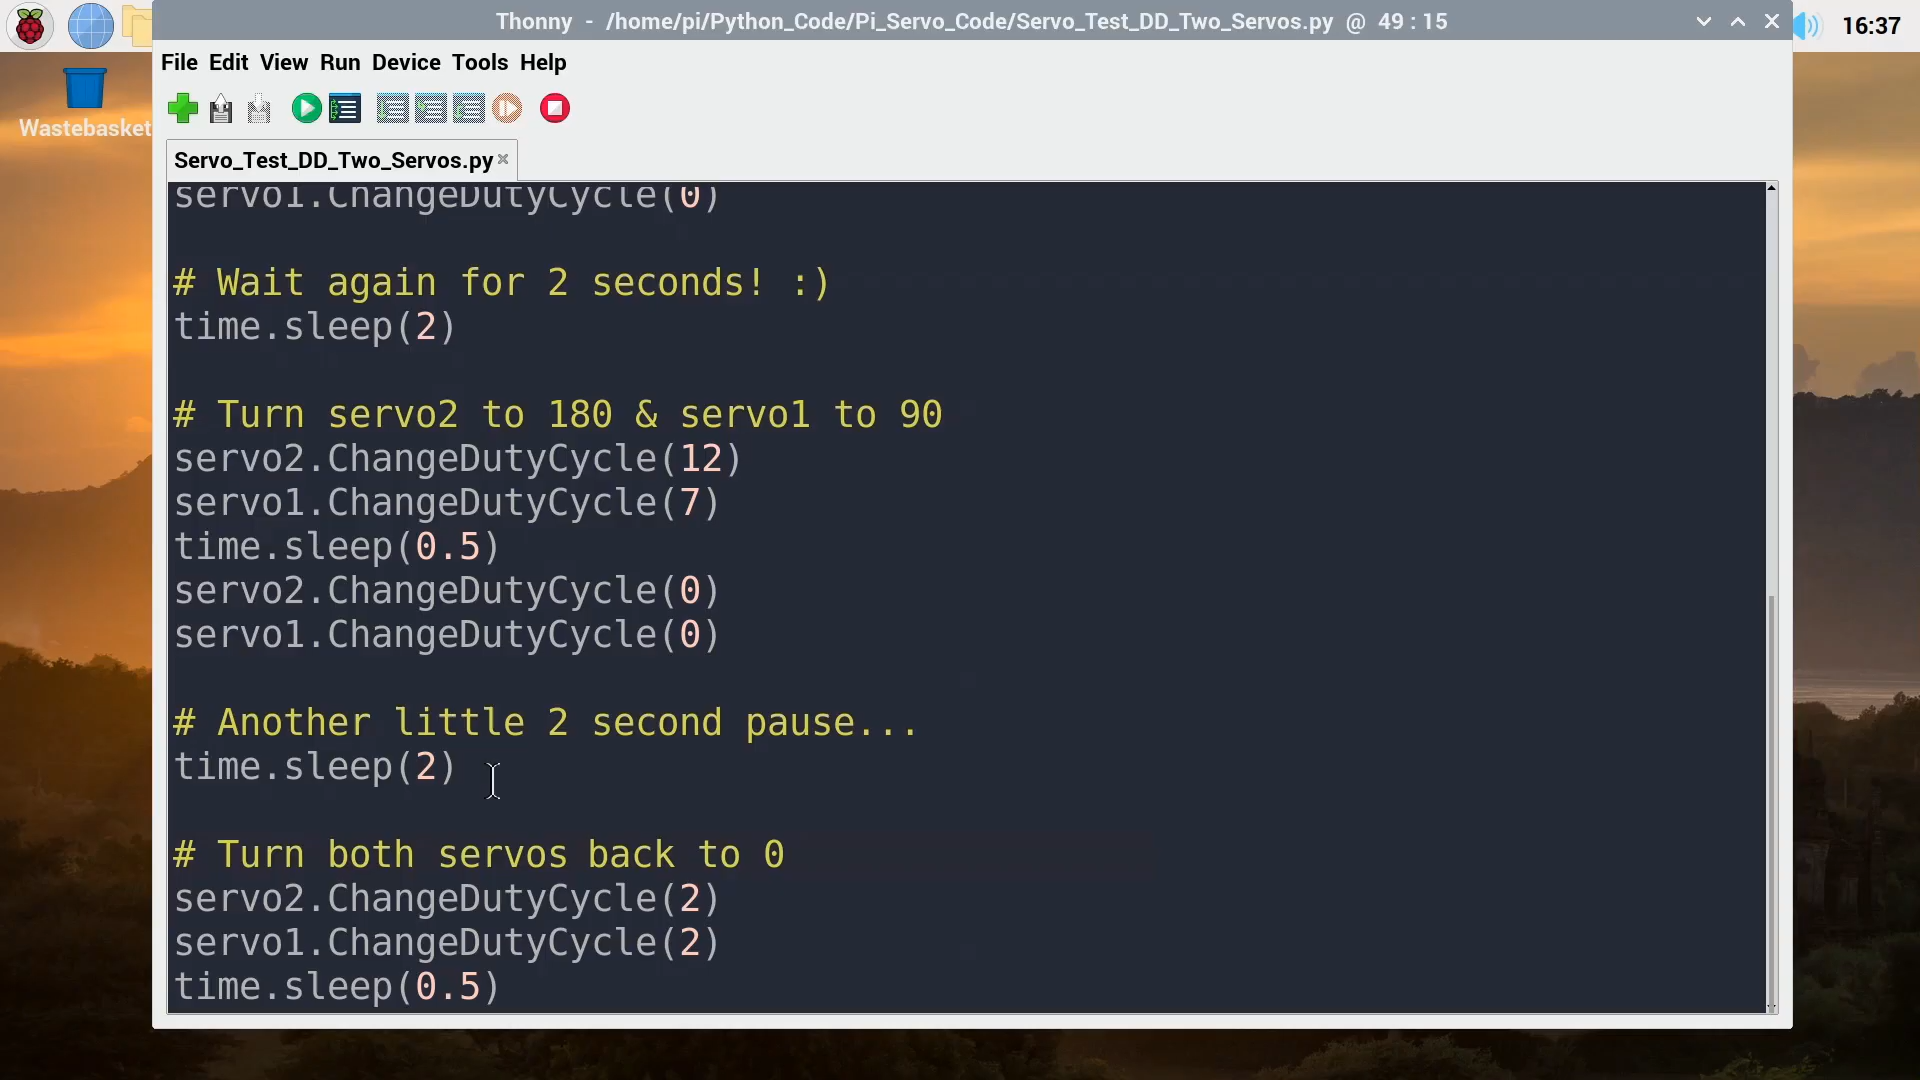 Thonny - /home/pi/Python_Code/Pi_Servo_Code/Servo_Test_DD_Two_Servos.py @ 49 : 15
16:37
File Edit View Run Device Tools Help
Wastebasket
Servo_Test_DD_Two_Servos.py
servo1.ChangeDutyCycle(0)
# Wait again for 2 seconds! :)
time.sleep(2)
# Turn servo2 to 180 & servo1 to 90
servo2.ChangeDutyCycle(12)
servo1.ChangeDutyCycle(7)
time.sleep(0.5)
servo2.ChangeDutyCycle(0)
servo1.ChangeDutyCycle(0)
# Another little 2 second pause...
time.sleep(2)
# Turn both servos back to 0
servo2.ChangeDutyCycle(2)
servo1.ChangeDutyCycle(2)
time.sleep(0.5)